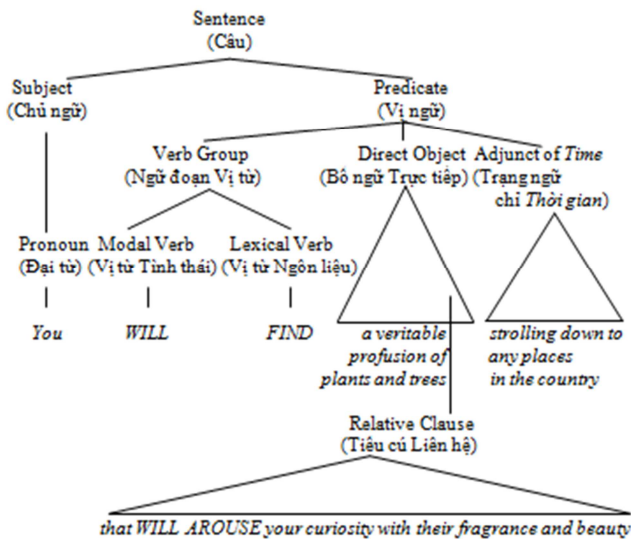 Sentence
(Câu)
Subject
(Chủ ngữ)
Predicate
(Vị ngữ)
Verb Group
(Ngữ đoạn Vị từ)
Direct Object
(Bổ ngữ Trực tiếp)
Adjunct of Time
(Trạng ngữ
chỉ Thời gian)
Pronoun
(Đại từ)
Modal Verb
(Vị từ Tình thái)
Lexical Verb
(Vị từ Ngôn liệu)
You
WILL
FIND
a veritable
profusion of
plants and trees
strolling down to
any places
in the country
Relative Clause
(Tiểu cú Liên hệ)
that WILL AROUSE your curiosity with their fragrance and beauty